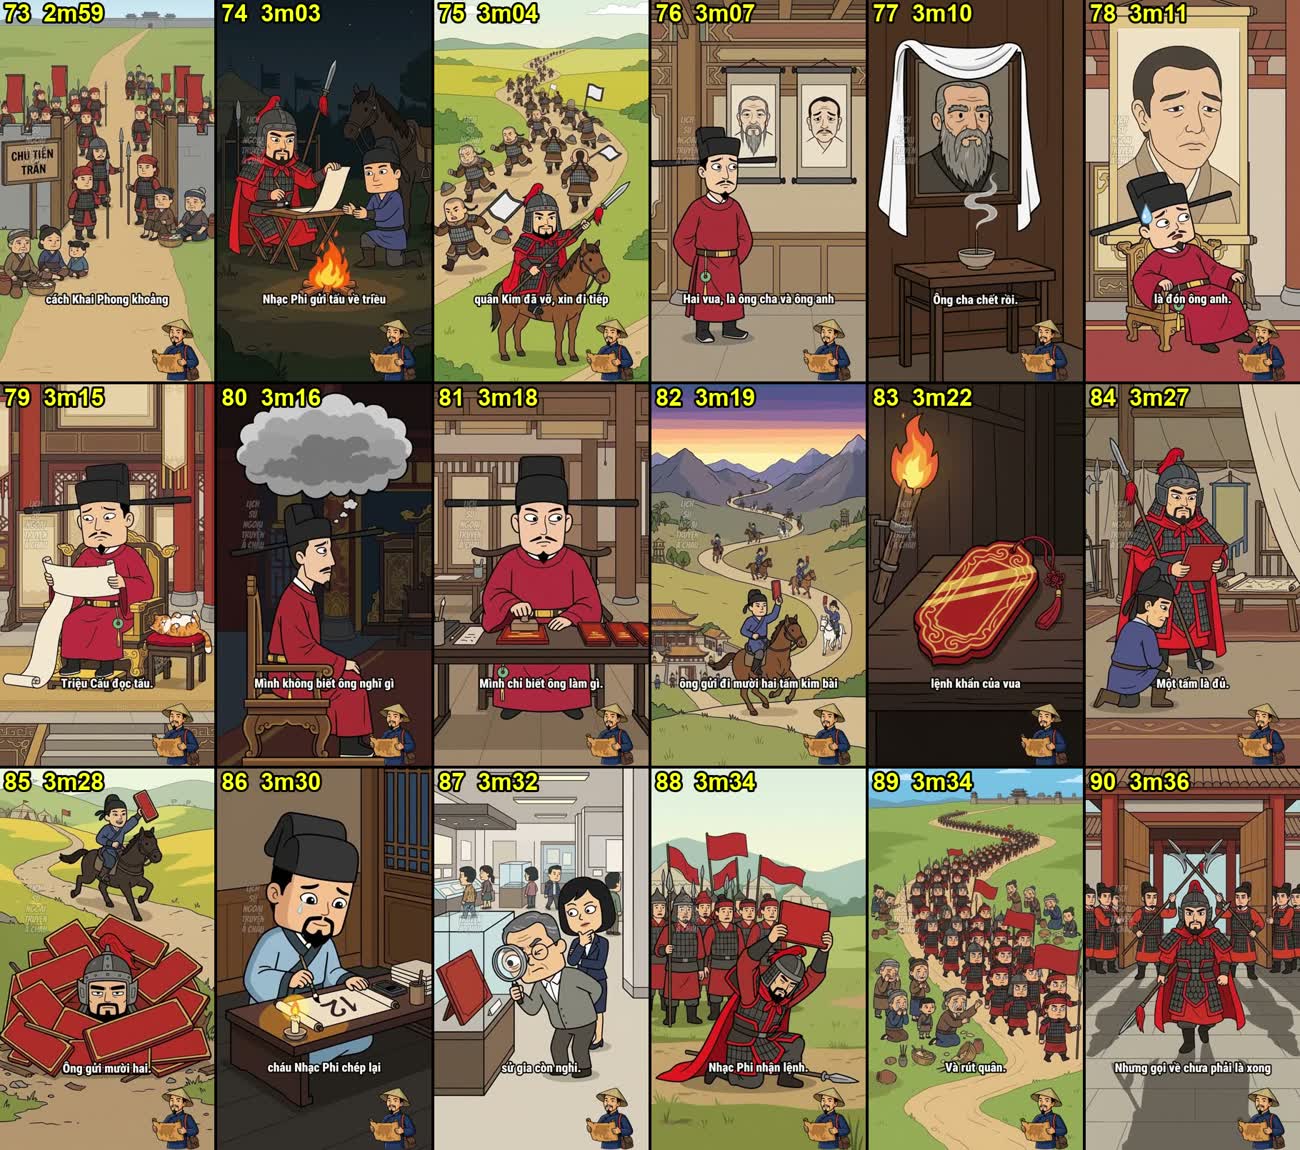 73 2m59
CHU TIÊN
TRẤN
LỊCH
SỬ
NGOẠI
TRUYỆN
Á CHÂU
cách Khai Phong khoảng
74 3m03
Nhạc Phi gửi tấu về triều
75 3m04
quân Kim đã vỡ, xin đi tiếp
76 3m07
Hai vua, là ông cha và ông anh
77 3m10
Ông cha chết rồi.
78 3m11
là đón ông anh.
79 3m15
Triệu Cấu đọc tấu.
80 3m16
Mình không biết ông nghĩ gì
81 3m18
Mình chỉ biết ông làm gì.
82 3m19
ông gửi đi mười hai tấm kim bài
83 3m22
lệnh khẩn của vua
84 3m27
Một tấm là đủ.
85 3m28
Ông gửi mười hai.
86 3m30
12
cháu Nhạc Phi chép lại
87 3m32
sử gia còn nghi.
88 3m34
Nhạc Phi nhận lệnh.
89 3m34
Và rút quân.
90 3m36
Nhưng gọi về chưa phải là xong